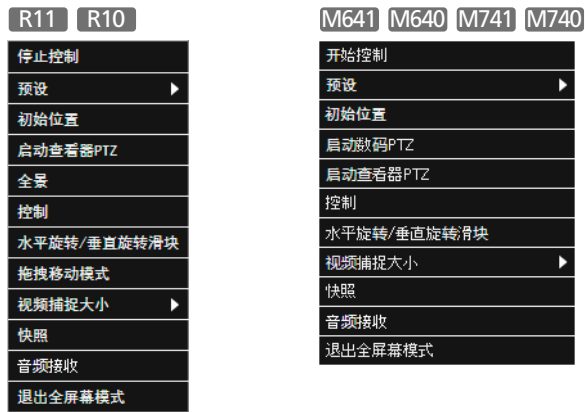 R11 R10
停止控制
预设
初始位置
启动查看器PTZ
全景
控制
水平旋转/垂直旋转滑块
拖拽移动模式
视频捕捉大小
快照
音频接收
退出全屏幕模式
M641 M640 M741 M740
开始控制
预设
初始位置
启动数码PTZ
启动查看器PTZ
控制
水平旋转/垂直旋转滑块
视频捕捉大小
快照
音频接收
退出全屏幕模式